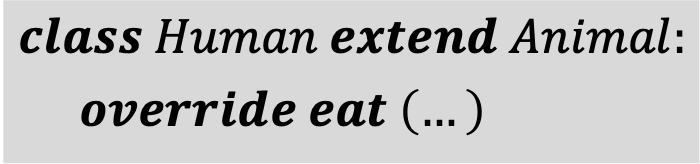 class Human extend Animal:
override eat (...)